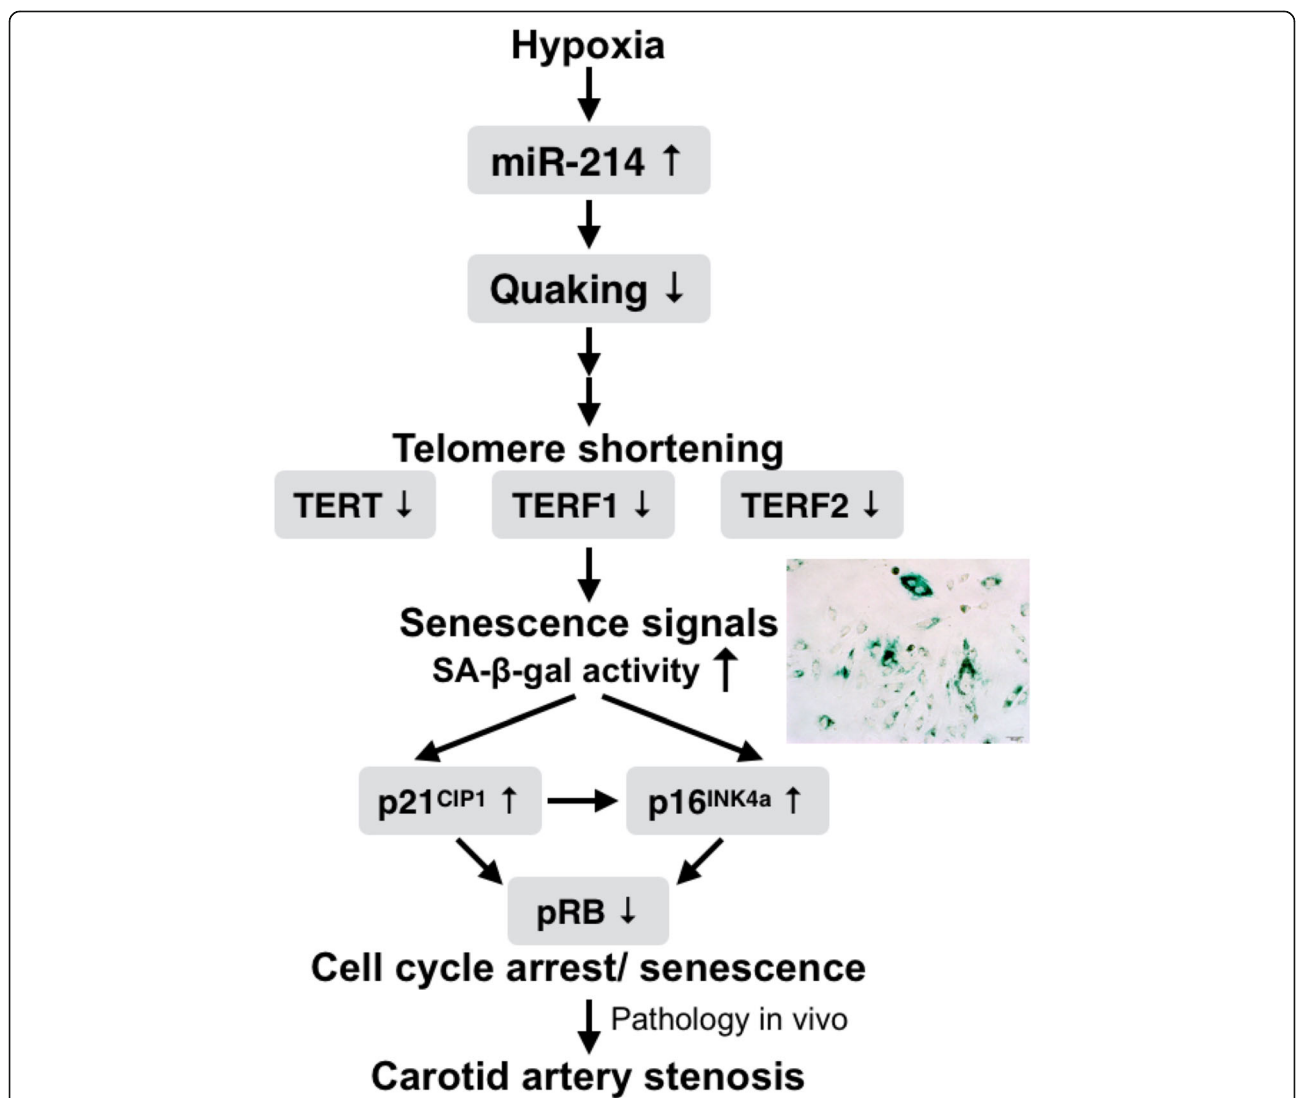 Hypoxia
miR-214 ↑
Quaking ↓
Telomere shortening
TERT ↓ TERF1 ↓ TERF2 ↓
Senescence signals
SA-β-gal activity ↑
p21CIP1 ↑ p16INK4a ↑
pRB ↓
Cell cycle arrest/ senescence
Pathology in vivo
Carotid artery stenosis